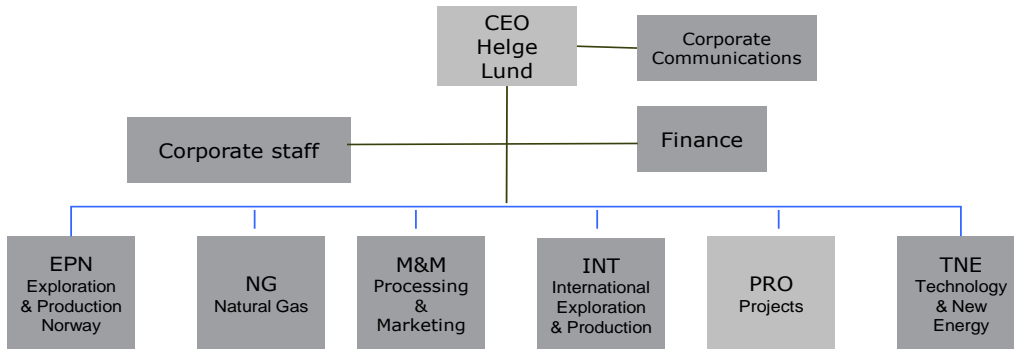 CEO
Helge
Lund
Corporate
Communications
Corporate staff
Finance
EPN
Exploration
& Production
Norway
NG
Natural Gas
M&M
Processing
&
Marketing
INT
International
Exploration
& Production
PRO
Projects
TNE
Technology
& New
Energy